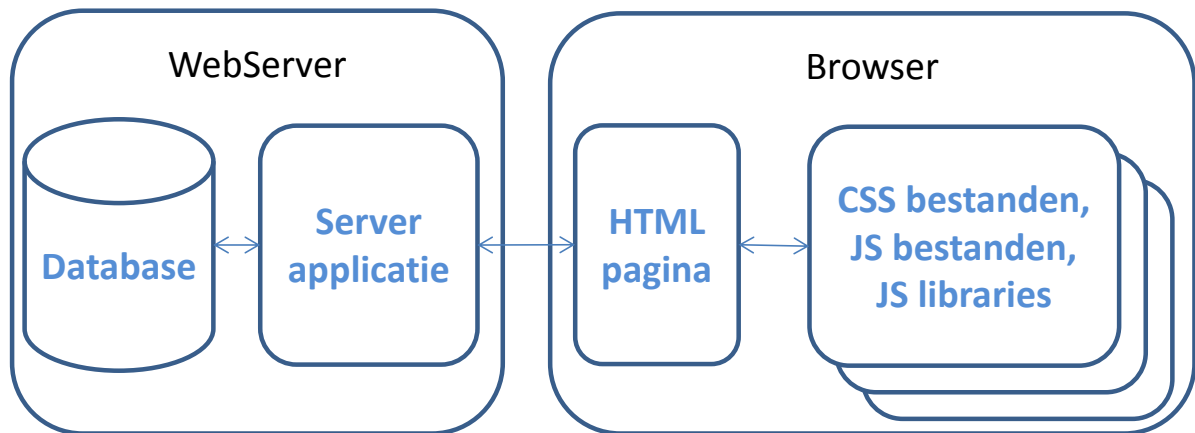 WebServer
Browser
Database
Server
applicatie
HTML
pagina
CSS bestanden,
JS bestanden,
JS libraries